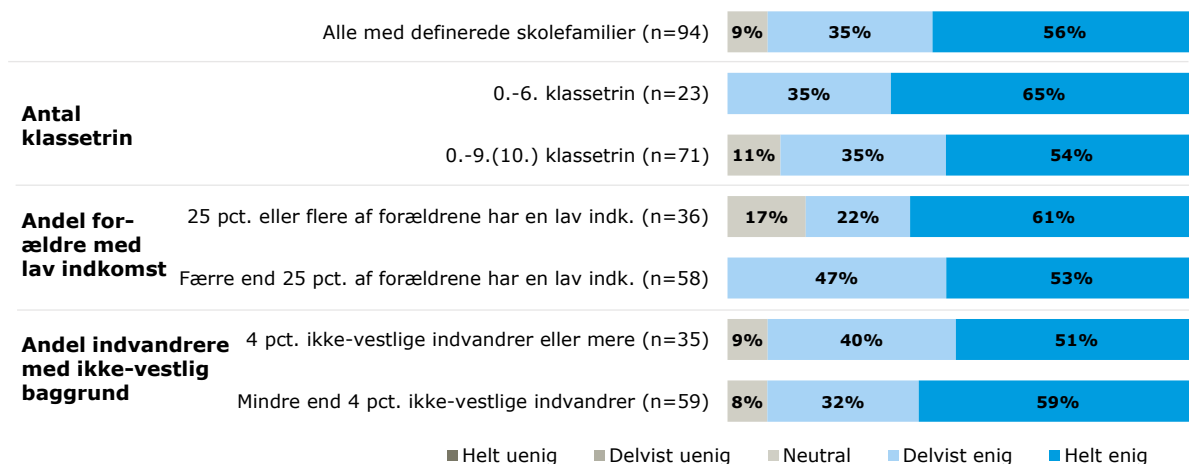 Alle med definerede skolefamilier (n=94) 9% 35% 56%
Antal
klassetrin
0.-6. klassetrin (n=23) 35% 65%
0.-9.(10.) klassetrin (n=71) 11% 35% 54%
Andel for-
ældre med
lav indkomst
25 pct. eller flere af forældrene har en lav indk. (n=36) 17% 22% 61%
Færre end 25 pct. af forældrene har en lav indk. (n=58) 47% 53%
Andel indvandrere
med ikke-vestlig
baggrund
4 pct. ikke-vestlige indvandrer eller mere (n=35) 9% 40% 51%
Mindre end 4 pct. ikke-vestlige indvandrer (n=59) 8% 32% 59%
Helt uenig Delvist uenig Neutral Delvist enig Helt enig